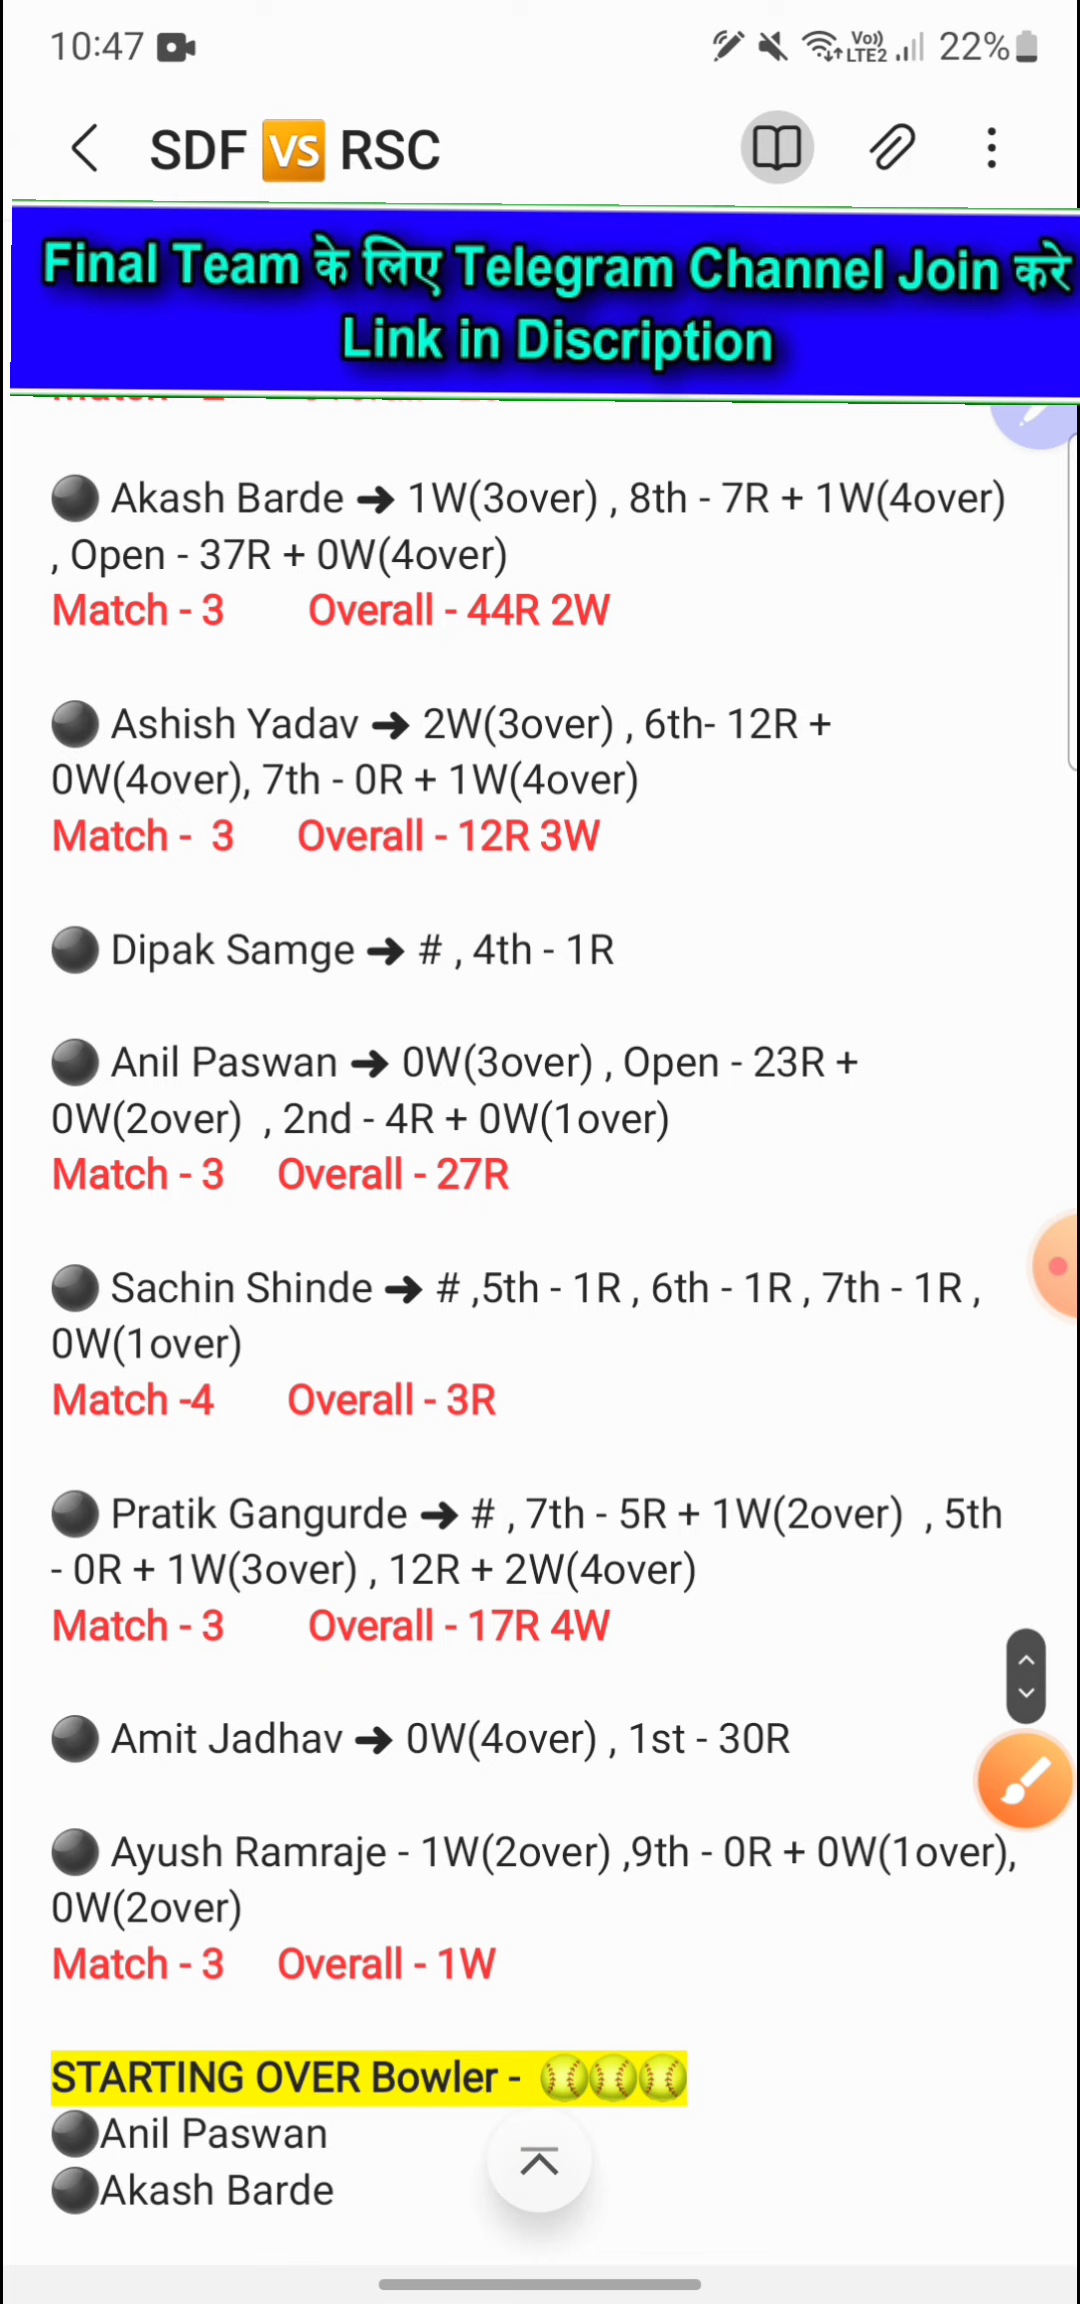 10:47 Vo)) LTE2 22%
SDF VS RSC
Final Team के लिए Telegram Channel Join करे
Link in Discription
Akash Barde ➔ 1W(3over) , 8th - 7R + 1W(4over)
, Open - 37R + 0W(4over)
Match - 3 Overall - 44R 2W
Ashish Yadav ➔ 2W(3over) , 6th- 12R +
0W(4over), 7th - 0R + 1W(4over)
Match - 3 Overall - 12R 3W
Dipak Samge ➔ # , 4th - 1R
Anil Paswan ➔ 0W(3over) , Open - 23R +
0W(2over) , 2nd - 4R + 0W(1over)
Match - 3 Overall - 27R
Sachin Shinde ➔ # ,5th - 1R , 6th - 1R , 7th - 1R ,
0W(1over)
Match -4 Overall - 3R
Pratik Gangurde ➔ # , 7th - 5R + 1W(2over) , 5th
- 0R + 1W(3over) , 12R + 2W(4over)
Match - 3 Overall - 17R 4W
Amit Jadhav ➔ 0W(4over) , 1st - 30R
Ayush Ramraje - 1W(2over) ,9th - 0R + 0W(1over),
0W(2over)
Match - 3 Overall - 1W
STARTING OVER Bowler -
Anil Paswan
Akash Barde